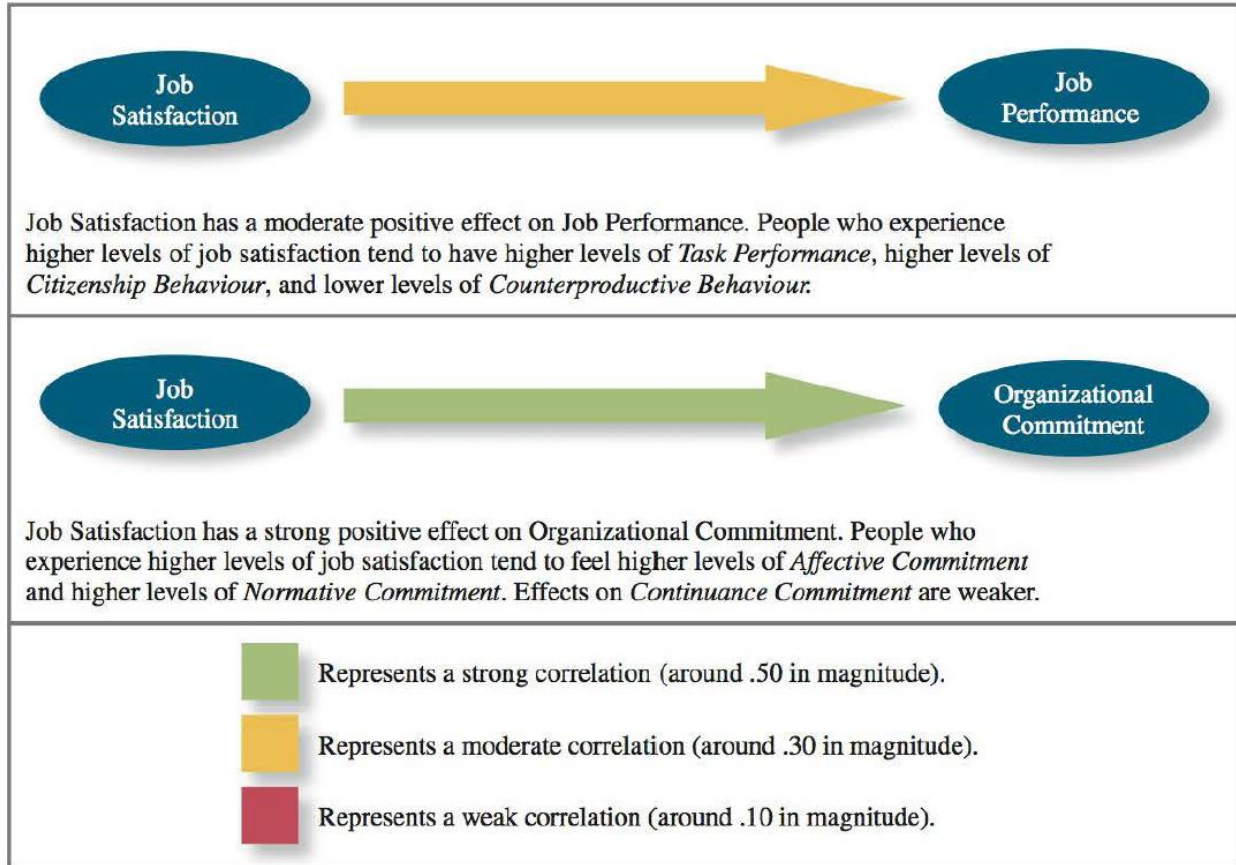 Job
Satisfaction
Job
Performance
Job Satisfaction has a moderate positive effect on Job Performance. People who experience
higher levels of job satisfaction tend to have higher levels of Task Performance, higher levels of
Citizenship Behaviour, and lower levels of Counterproductive Behaviour.
Job
Satisfaction
Organizational
Commitment
Job Satisfaction has a strong positive effect on Organizational Commitment. People who
experience higher levels of job satisfaction tend to feel higher levels of Affective Commitment
and higher levels of Normative Commitment. Effects on Continuance Commitment are weaker.
Represents a strong correlation (around .50 in magnitude).
Represents a moderate correlation (around .30 in magnitude).
Represents a weak correlation (around .10 in magnitude).